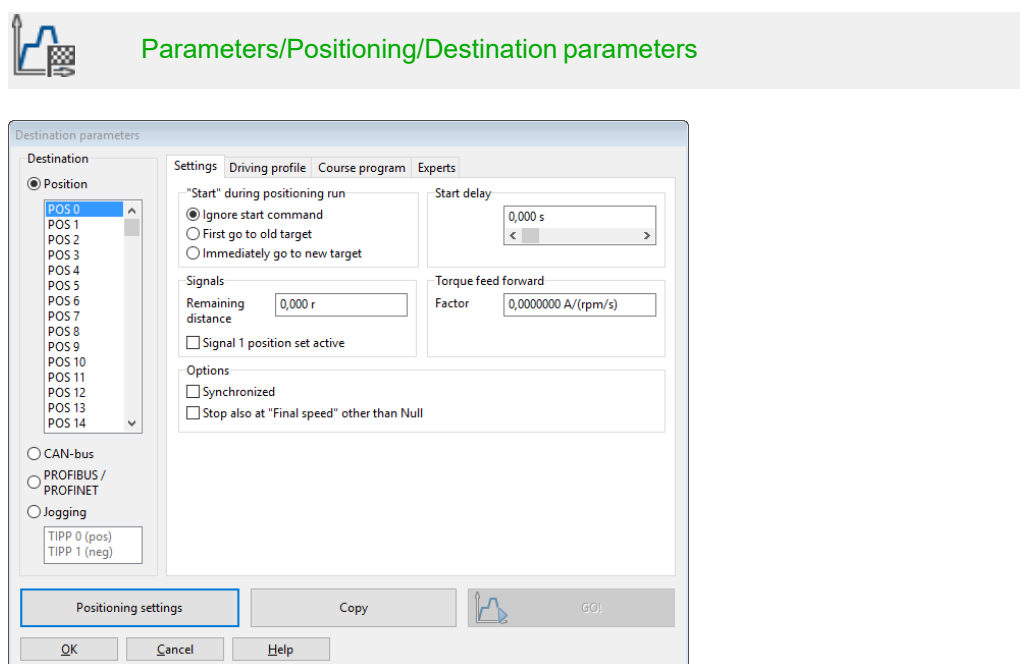 Parameters/Positioning/Destination parameters
Destination parameters
Destination
Position
POS 0
POS 1
POS 2
POS 3
POS 4
POS 5
POS 6
POS 7
POS 8
POS 9
POS 10
POS 11
POS 12
POS 13
POS 14
CAN-bus
PROFIBUS /
PROFINET
Jogging
TIPP 0 (pos)
TIPP 1 (neg)
Settings Driving profile Course program Experts
"Start" during positioning run
Ignore start command
First go to old target
Immediately go to new target
Start delay
0,000 s
Signals
Remaining
distance
0,000 r
Signal 1 position set active
Torque feed forward
Factor 0,0000000 A/(rpm/s)
Options
Synchronized
Stop also at "Final speed" other than Null
Positioning settings Copy GO!
OK Cancel Help